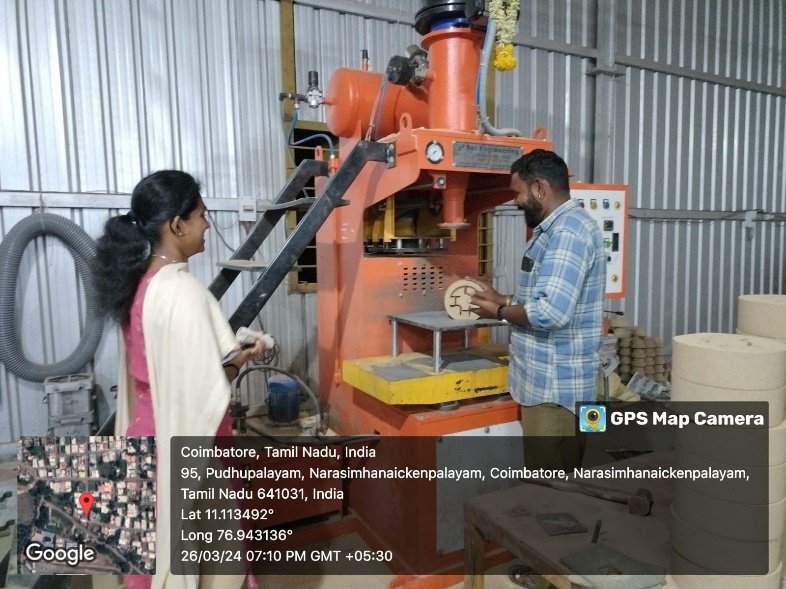 GPS Map Camera
Coimbatore, Tamil Nadu, India
95, Pudhupalayam, Narasimhanaickenpalayam, Coimbatore, Narasimhanaickenpalayam,
Tamil Nadu 641031, India
Lat 11.113492°
Long 76.943136°
26/03/24 07:10 PM GMT +05:30
Google